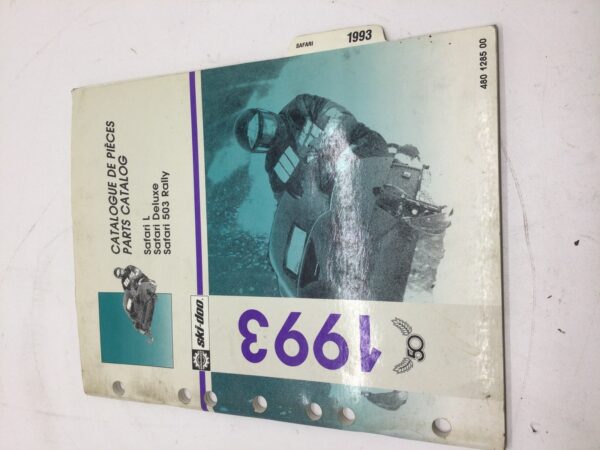 SAFARI 1993
480 1285 00
CATALOGUE DE PIÈCES
PARTS CATALOG
Safari L
Safari Deluxe
Safari 503 Rally
ski-doo
1993
50